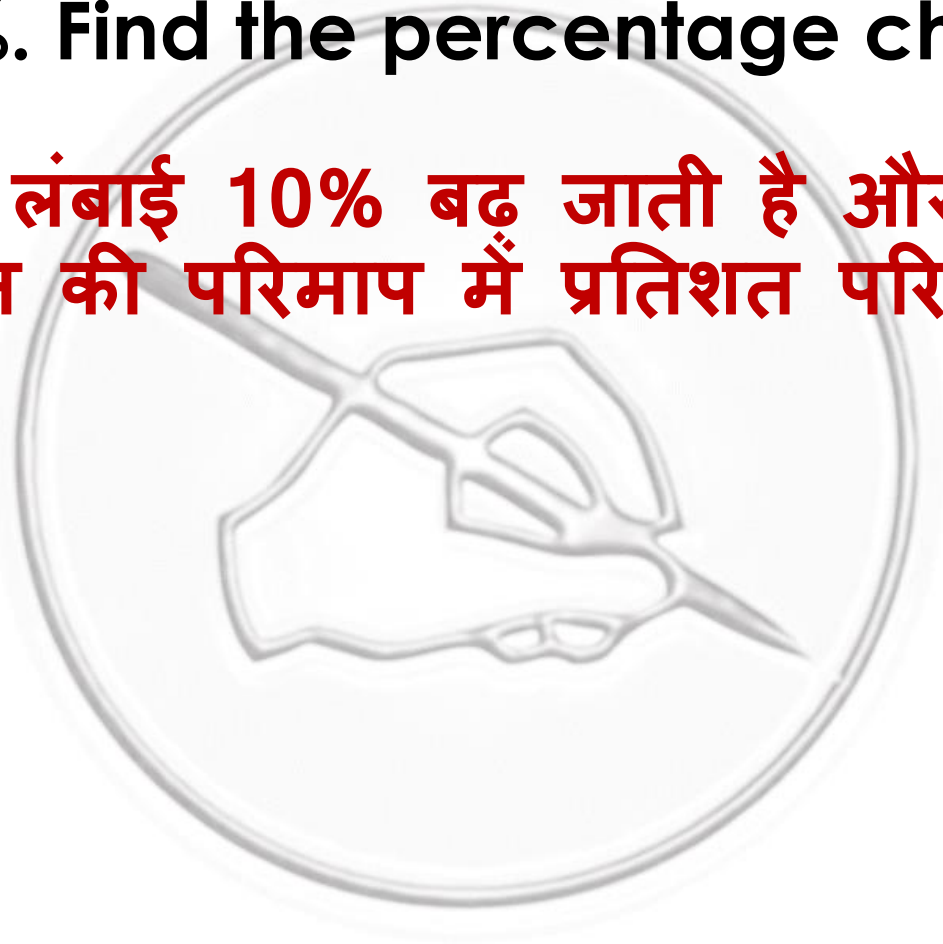 %. Find the percentage ch
लंबाई 10% बढ़ जाती है और
की परिमाप में प्रतिशत परि